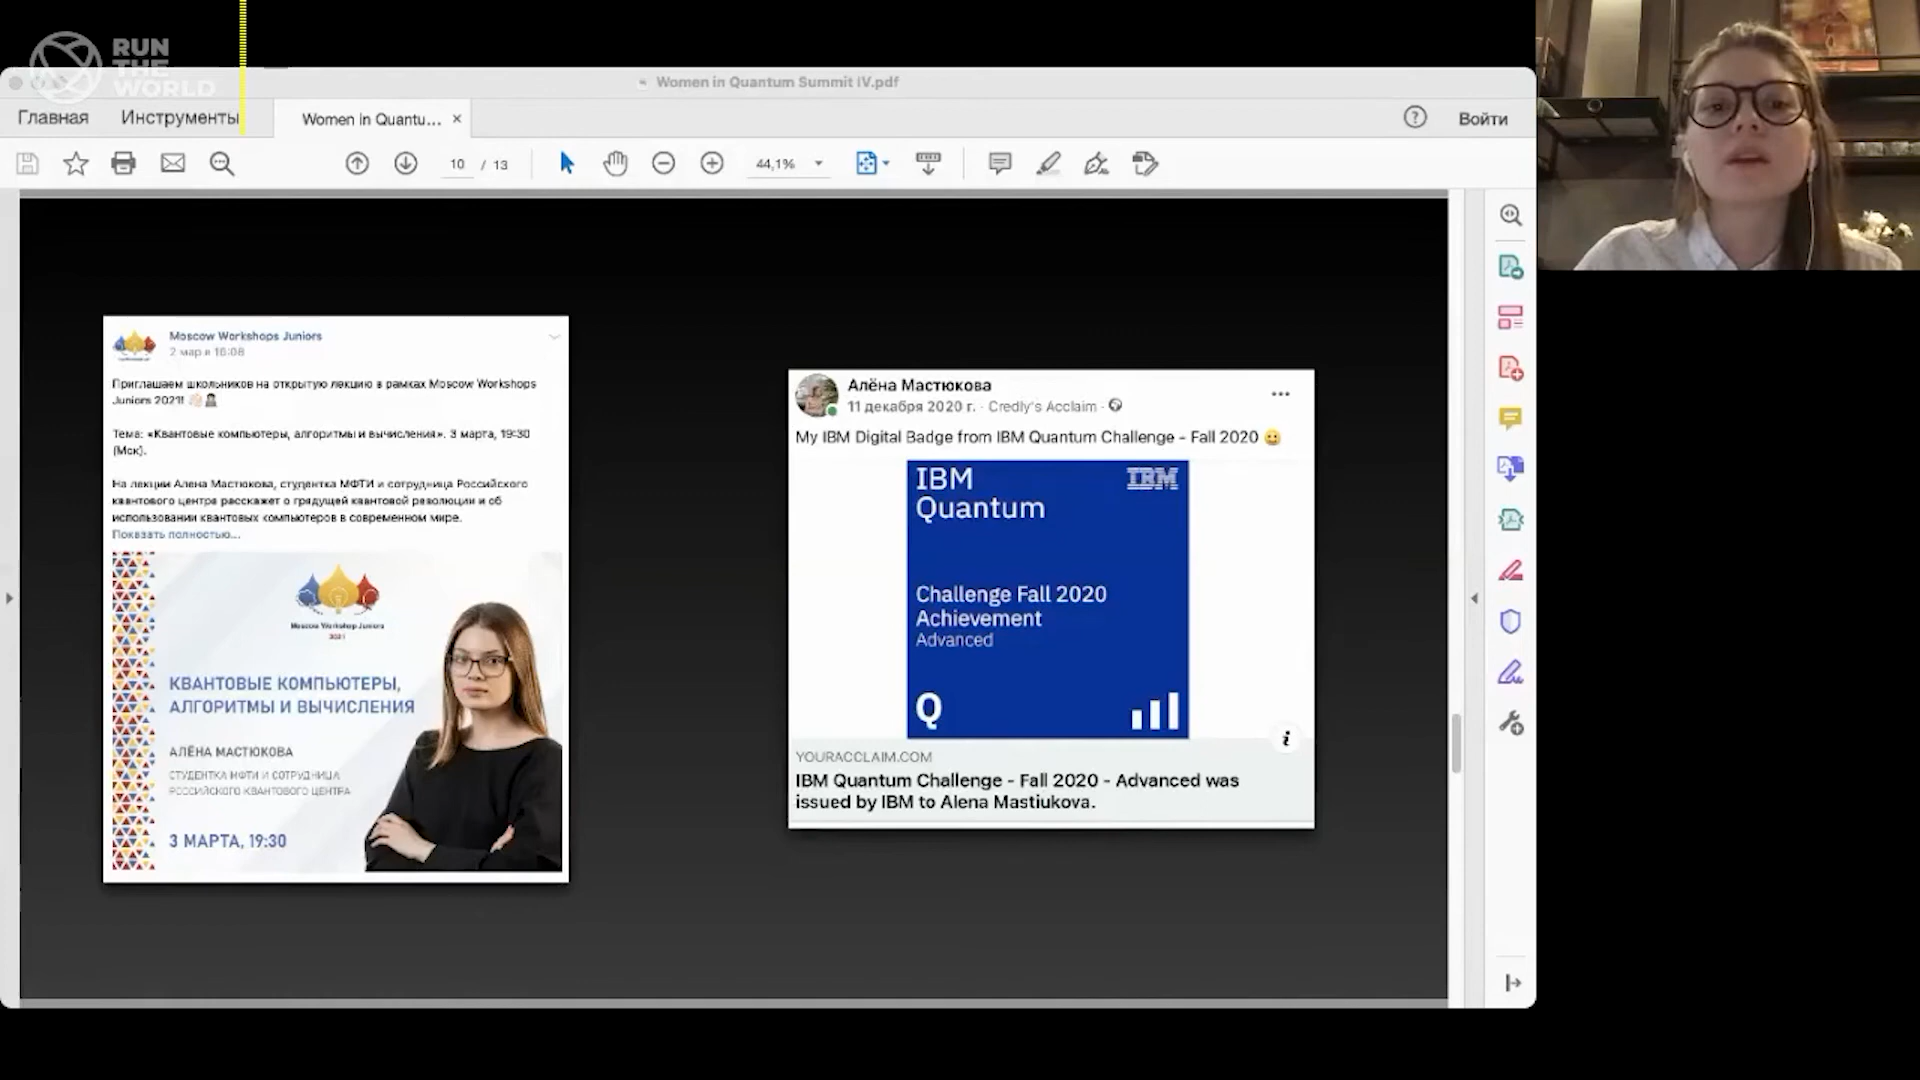 RUN
THE
WORLD
Women in Quantum Summit IV.pdf
Главная Инструменты Women in Quantu... × ? Войти
10 / 13 44,1%
Moscow Workshops Juniors
2 мар в 16:08
Приглашаем школьников на открытую лекцию в рамках Moscow Workshops
Juniors 2021!
Тема: «Квантовые компьютеры, алгоритмы и вычисления». 3 марта, 19:30
(Мск).
На лекции Алена Мастюкова, студентка МФТИ и сотрудница Российского
квантового центра расскажет о грядущей квантовой революции и об
использовании квантовых компьютеров в современном мире.
Показать полностью...
Moscow Workshop Juniors
2021
КВАНТОВЫЕ КОМПЬЮТЕРЫ,
АЛГОРИТМЫ И ВЫЧИСЛЕНИЯ
АЛЁНА МАСТЮКОВА
СТУДЕНТКА МФТИ И СОТРУДНИЦА
РОССИЙСКОГО КВАНТОВОГО ЦЕНТРА
3 МАРТА, 19:30
Алёна Мастюкова
11 декабря 2020 г. · Credly's Acclaim ·
My IBM Digital Badge from IBM Quantum Challenge - Fall 2020 😀
IBM
Quantum
IBM
Challenge Fall 2020
Achievement
Advanced
Q
i
YOURACCLAIM.COM
IBM Quantum Challenge - Fall 2020 - Advanced was
issued by IBM to Alena Mastiukova.